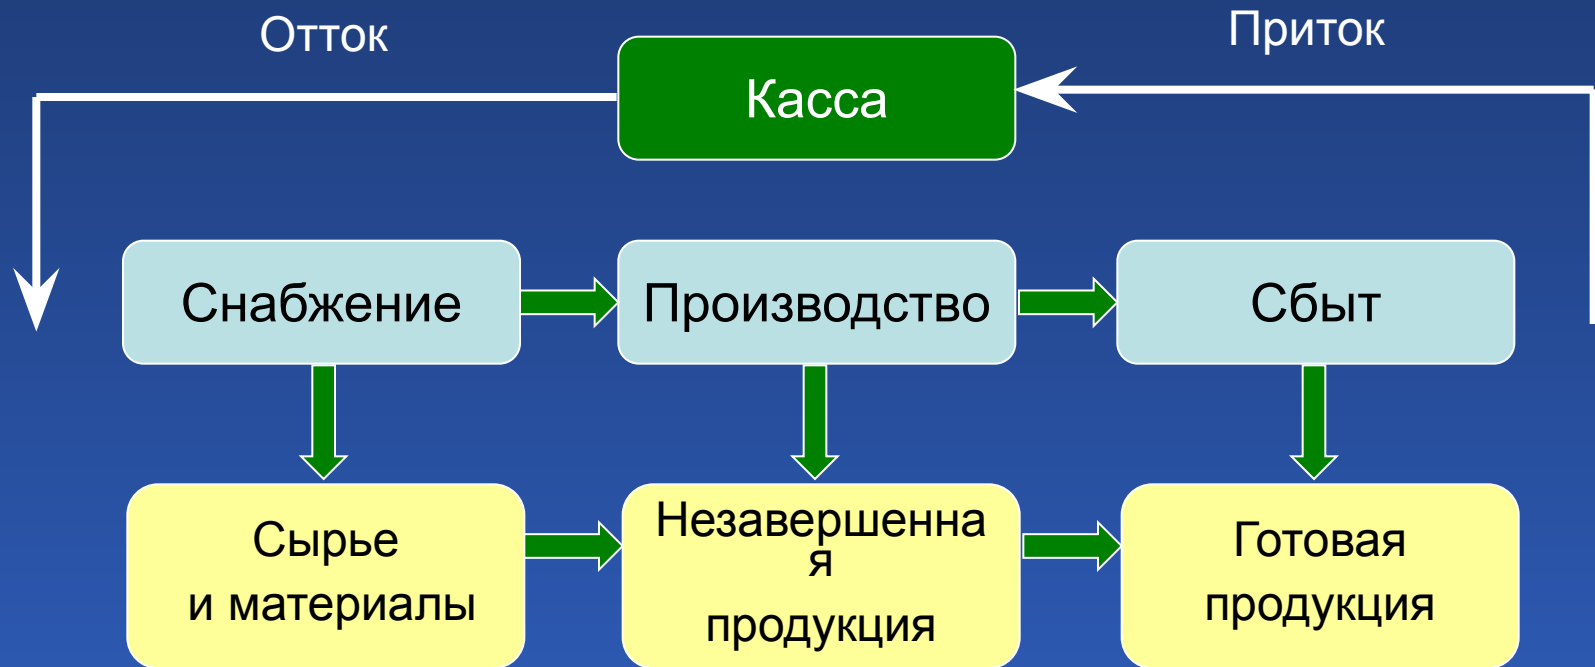 Отток
Приток
Касса
Снабжение
Производство
Сбыт
Сырье
и материалы
Незавершенна
я
продукция
Готовая
продукция